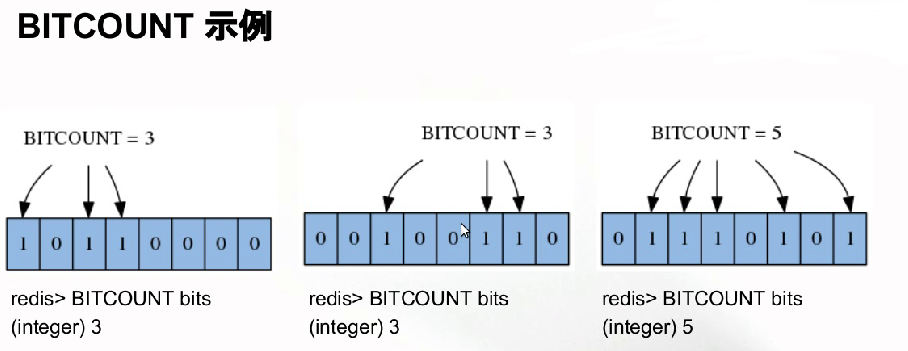 BITCOUNT 示例
BITCOUNT = 3
1 0 1 1 0 0 0 0
redis> BITCOUNT bits
(integer) 3
BITCOUNT = 3
0 0 1 0 0 1 1 0
redis> BITCOUNT bits
(integer) 3
BITCOUNT = 5
0 1 1 1 0 1 0 1
redis> BITCOUNT bits
(integer) 5